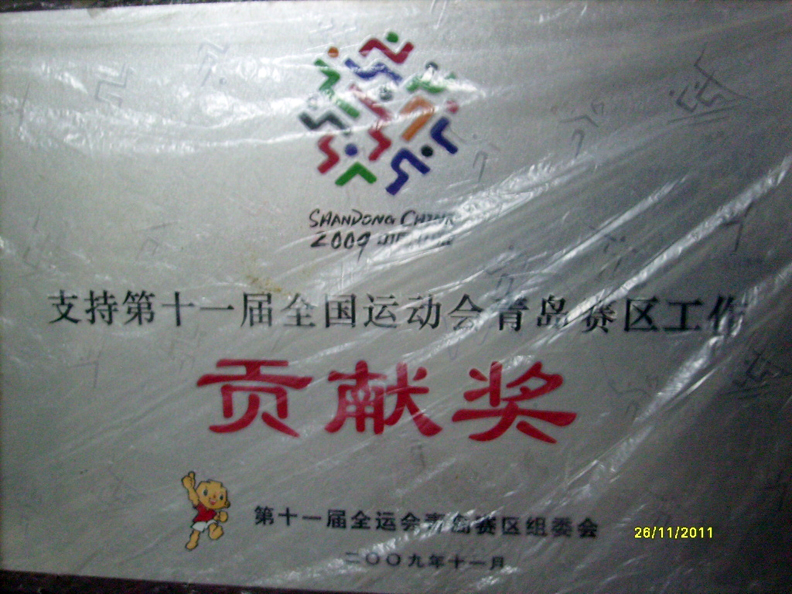 SHANDONG CHINA
2009
支持第十一届全国运动会青岛赛区工作
贡献奖
第十一届全运会青岛赛区组委会
二〇〇九年十一月
26/11/2011